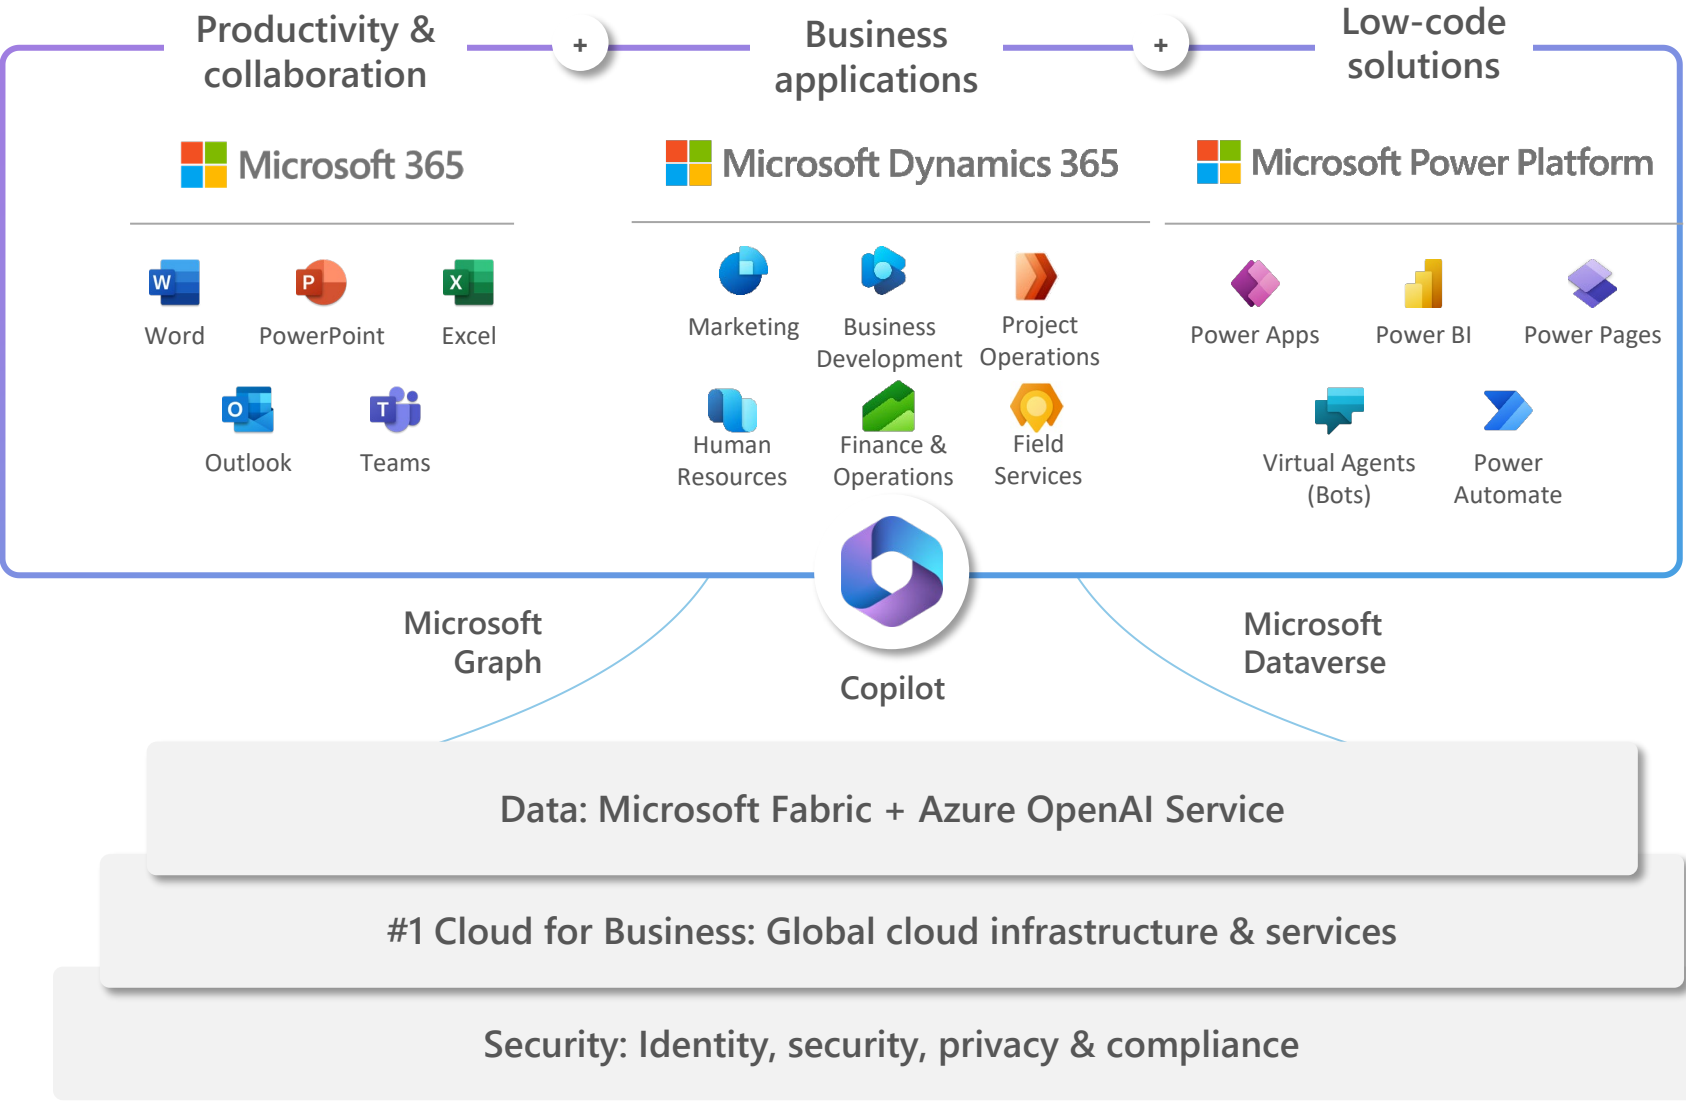 Productivity &
collaboration
+
Business
applications
+
Low-code
solutions
Microsoft 365
Microsoft Dynamics 365
Microsoft Power Platform
W
Word
P
PowerPoint
X
Excel
O
Outlook
T
Teams
Marketing
Business
Development
Project
Operations
Human
Resources
Finance &
Operations
Field
Services
Power Apps
Power BI
Power Pages
Virtual Agents
(Bots)
Power
Automate
Microsoft
Graph
Copilot
Microsoft
Dataverse
Data: Microsoft Fabric + Azure OpenAI Service
#1 Cloud for Business: Global cloud infrastructure & services
Security: Identity, security, privacy & compliance